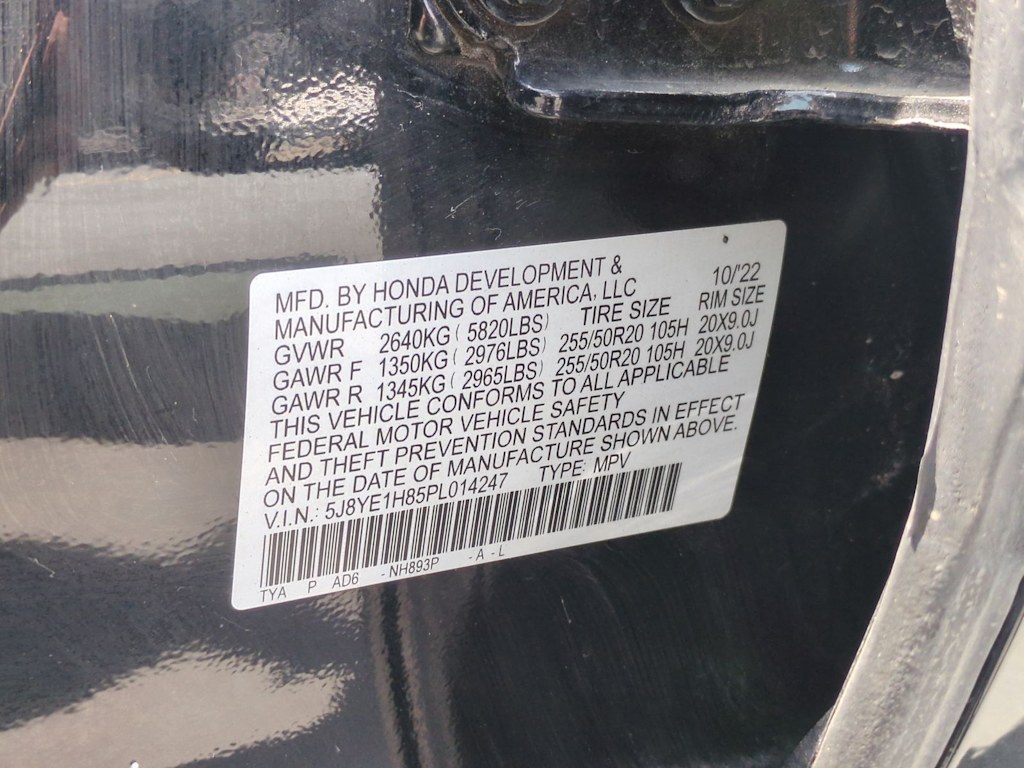 MFD. BY HONDA DEVELOPMENT &
MANUFACTURING OF AMERICA, LLC 10/'22
GVWR 2640KG ( 5820LBS) TIRE SIZE RIM SIZE
GAWR F 1350KG ( 2976LBS) 255/50R20 105H 20X9.0J
GAWR R 1345KG ( 2965LBS) 255/50R20 105H 20X9.0J
THIS VEHICLE CONFORMS TO ALL APPLICABLE
FEDERAL MOTOR VEHICLE SAFETY
AND THEFT PREVENTION STANDARDS IN EFFECT
ON THE DATE OF MANUFACTURE SHOWN ABOVE.
V.I.N.: 5J8YE1H85PL014247 TYPE: MPV
TYA P AD6 - NH893P - A - L